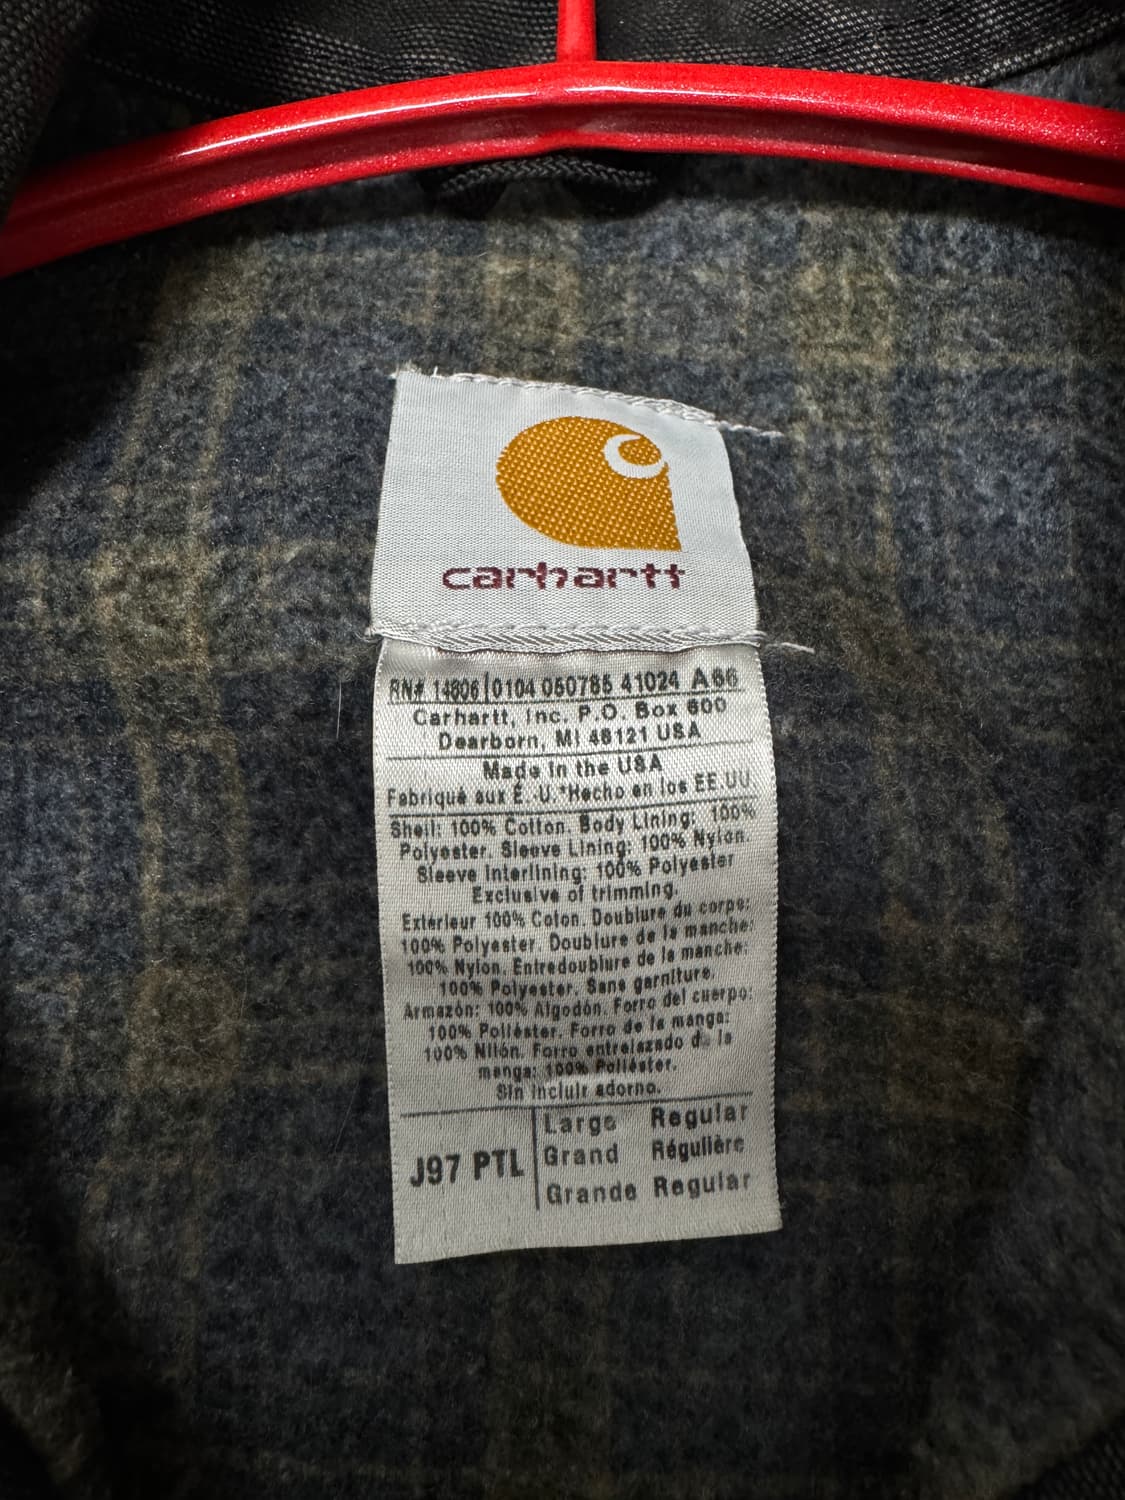 carhartt
RN# 14806 0104 050785 41024 A66
Carhartt, Inc. P.O. Box 600
Dearborn, MI 48121 USA
Made in the USA
Fabriqué aux É.-U.*Hecho en los EE.UU.
Shell: 100% Cotton. Body Lining: 100%
Polyester. Sleeve Lining: 100% Nylon.
Sleeve Interlining: 100% Polyester
Exclusive of trimming.
Extérieur 100% Coton. Doublure du corps:
100% Polyester. Doublure de la manche:
100% Nylon. Entredoublure de la manche:
100% Polyester. Sans garniture.
Armazón: 100% Algodón. Forro del cuerpo:
100% Poliéster. Forro de la manga:
100% Nilón. Forro entrelazado de la
manga: 100% Poliéster.
Sin incluir adorno.
J97 PTL
Large Regular
Grand Régulière
Grande Regular